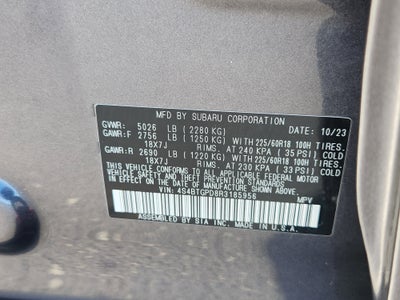 MFD. BY SUBARU CORPORATION DATE: 10/23
GVWR: 5026 LB ( 2280 KG)
GAWR:F 2756 LB ( 1250 KG) WITH 225/60R18 100H TIRES.
18X7J RIMS. AT 240 KPA ( 35 PSI) COLD
GAWR:R 2690 LB ( 1220 KG) WITH 225/60R18 100H TIRES.
18X7J RIMS. AT 230 KPA ( 33 PSI) COLD
THIS VEHICLE CONFORMS TO ALL APPLICABLE FEDERAL MOTOR
VEHICLE SAFETY AND THEFT PREVENTION STANDARDS IN EFFECT
ON THE DATE OF MANUFACTURE SHOWN ABOVE.
VIN: 4S4BTGPD8R3185956 MPV
ASSEMBLED BY SIA, INC. IN U.S.A.